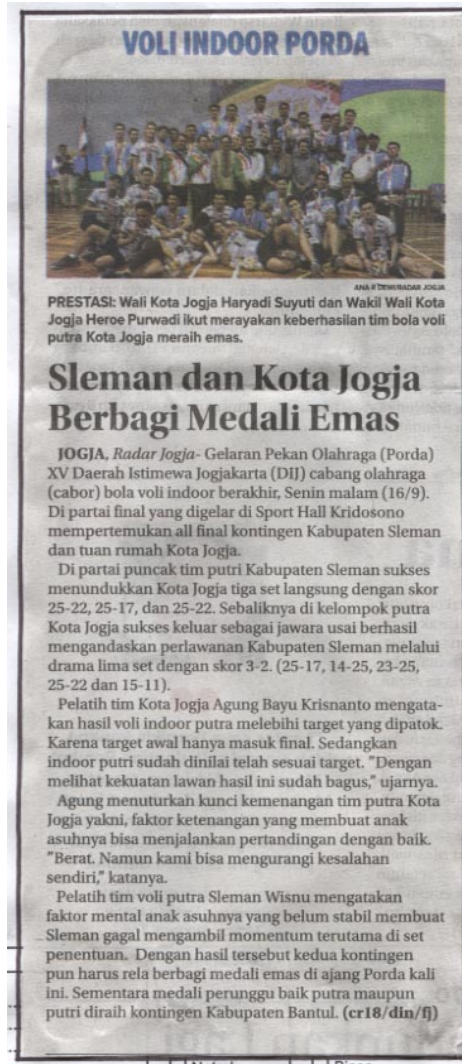 VOLI INDOOR PORDA
PRESTASI: Wali Kota Jogja Haryadi Suyuti dan Wakil Wali Kota
Jogja Heroe Purwadi ikut merayakan keberhasilan tim bola voli
putra Kota Jogja meraih emas.
Sleman dan Kota Jogja
Berbagi Medali Emas
JOGJA, Radar Jogja- Gelaran Pekan Olahraga (Porda)
XV Daerah Istimewa Jogjakarta (DIJ) cabang olahraga
(cabor) bola voli indoor berakhir, Senin malam (16/9).
Di partai final yang digelar di Sport Hall Kridosono
mempertemukan all final kontingen Kabupaten Sleman
dan tuan rumah Kota Jogja.
Di partai puncak tim putri Kabupaten Sleman sukses
menundukkan Kota Jogja tiga set langsung dengan skor
25-22, 25-17, dan 25-22. Sebaliknya di kelompok putra
Kota Jogja sukses keluar sebagai jawara usai berhasil
mengandaskan perlawanan Kabupaten Sleman melalui
drama lima set dengan skor 3-2. (25-17, 14-25, 23-25,
25-22 dan 15-11).
Pelatih tim Kota Jogja Agung Bayu Krisnanto mengata-
kan hasil voli indoor putra melebihi target yang dipatok.
Karena target awal hanya masuk final. Sedangkan
indoor putri sudah dinilai telah sesuai target. "Dengan
melihat kekuatan lawan hasil ini sudah bagus," ujarnya.
Agung menuturkan kunci kemenangan tim putra Kota
Jogja yakni, faktor ketenangan yang membuat anak
asuhnya bisa menjalankan pertandingan dengan baik.
"Berat. Namun kami bisa mengurangi kesalahan
sendiri," katanya.
Pelatih tim voli putra Sleman Wisnu mengatakan
faktor mental anak asuhnya yang belum stabil membuat
Sleman gagal mengambil momentum terutama di set
penentuan. Dengan hasil tersebut kedua kontingen
pun harus rela berbagi medali emas di ajang Porda kali
ini. Sementara medali perunggu baik putra maupun
putri diraih kontingen Kabupaten Bantul. (cr18/din/fj)